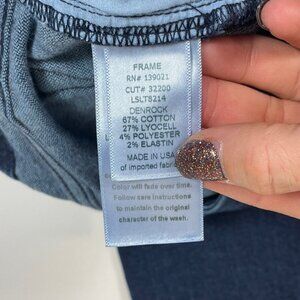 FRAME
RN# 139021
CUT# 32200
LSLT8214
DENROCK
67% COTTON
27% LYOCELL
4% POLYESTER
2% ELASTIN
MADE IN USA
of imported fabric
Color will fade over time.
Follow care instructions
to maintain the original
character of the wash.